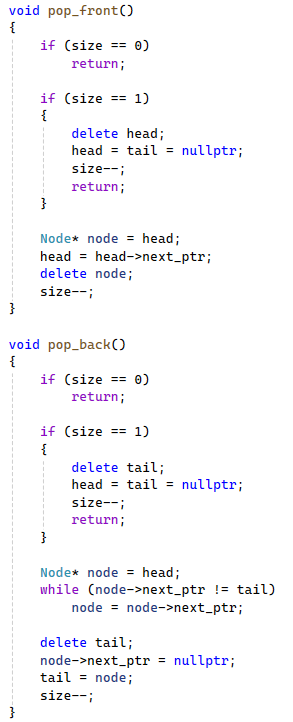 void pop_front()
{
    if (size == 0)
        return;

    if (size == 1)
    {
        delete head;
        head = tail = nullptr;
        size--;
        return;
    }

    Node* node = head;
    head = head->next_ptr;
    delete node;
    size--;
}

void pop_back()
{
    if (size == 0)
        return;

    if (size == 1)
    {
        delete tail;
        head = tail = nullptr;
        size--;
        return;
    }

    Node* node = head;
    while (node->next_ptr != tail)
        node = node->next_ptr;

    delete tail;
    node->next_ptr = nullptr;
    tail = node;
    size--;
}